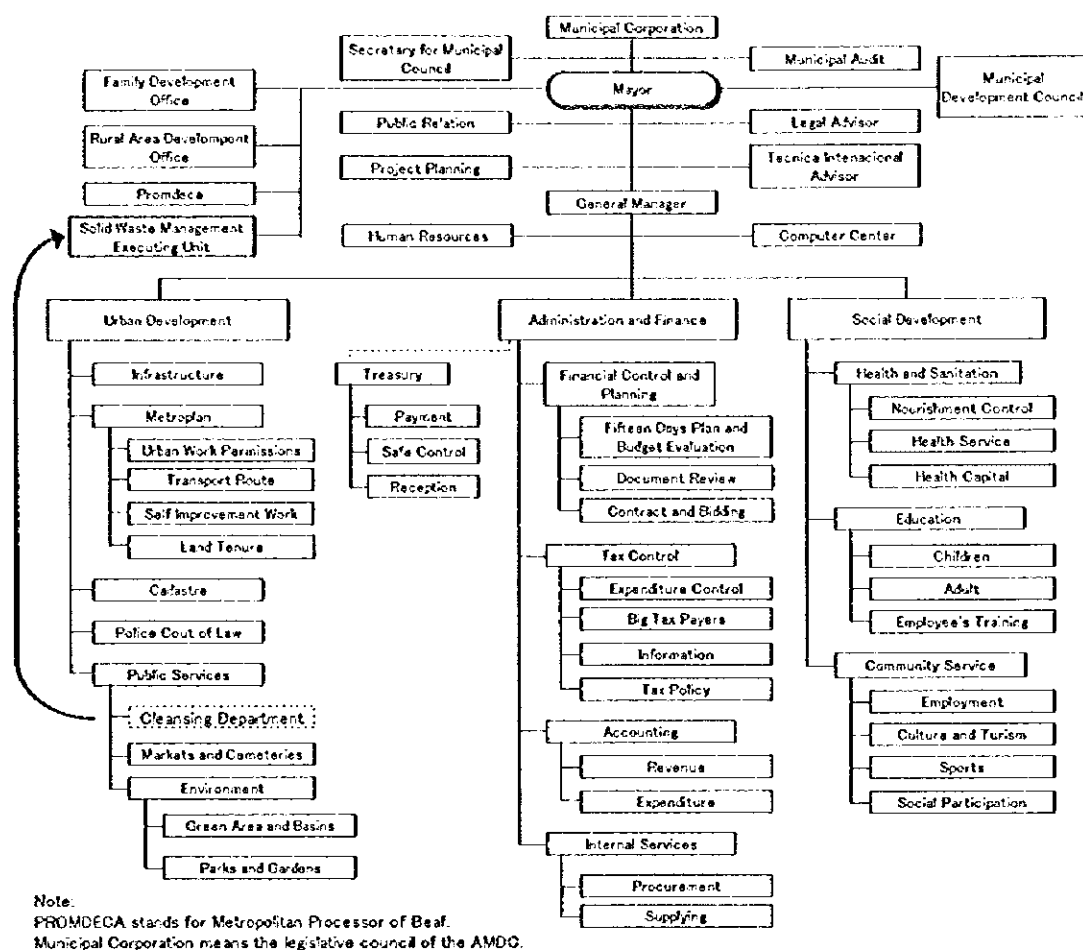 Municipal Corporation
Secretary for Municipal
Council
Municipal Audit
Family Development
Office
Mayor
Municipal
Development Council
Public Relation
Legal Advisor
Rural Area Develompont
Office
Project Planning
Tecnica Intenacional
Advisor
Promdeca
General Manager
Solid Waste Management
Executing Unit
Human Resources
Computer Center
Urban Development
Administration and Finance
Social Development
Infrastructure
Metroplan
Urban Work Permissions
Transport Route
Self Improvement Work
Land Tenure
Cadastre
Police Cout of Law
Public Services
Cleansing Department
Markets and Cemeteries
Environment
Green Area and Basins
Parks and Gardens
Treasury
Payment
Safe Control
Reception
Financial Control and
Planning
Fifteen Days Plan and
Budget Evaluation
Document Review
Contract and Bidding
Tax Control
Expenditure Control
Big Tax Payers
Information
Tax Policy
Accounting
Revenue
Expenditure
Internal Services
Procurement
Supplying
Health and Sanitation
Nourishment Control
Health Service
Health Capital
Education
Children
Adult
Employee's Training
Community Service
Employment
Culture and Turism
Sports
Social Participation
Note:
PROMDECA stands for Metropolitan Processor of Beaf.
Municipal Corporation means the legislative council of the AMDC.